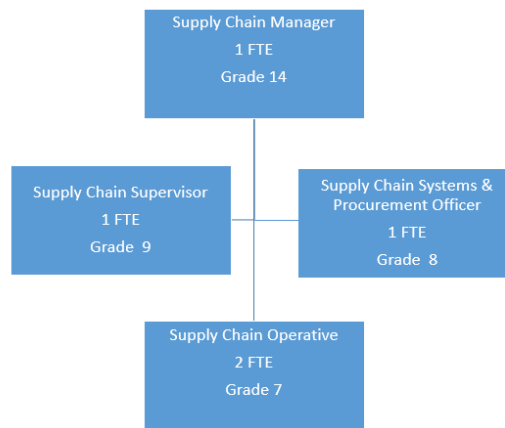 Supply Chain Manager
1 FTE
Grade 14
Supply Chain Supervisor
1 FTE
Grade 9
Supply Chain Systems &
Procurement Officer
1 FTE
Grade 8
Supply Chain Operative
2 FTE
Grade 7